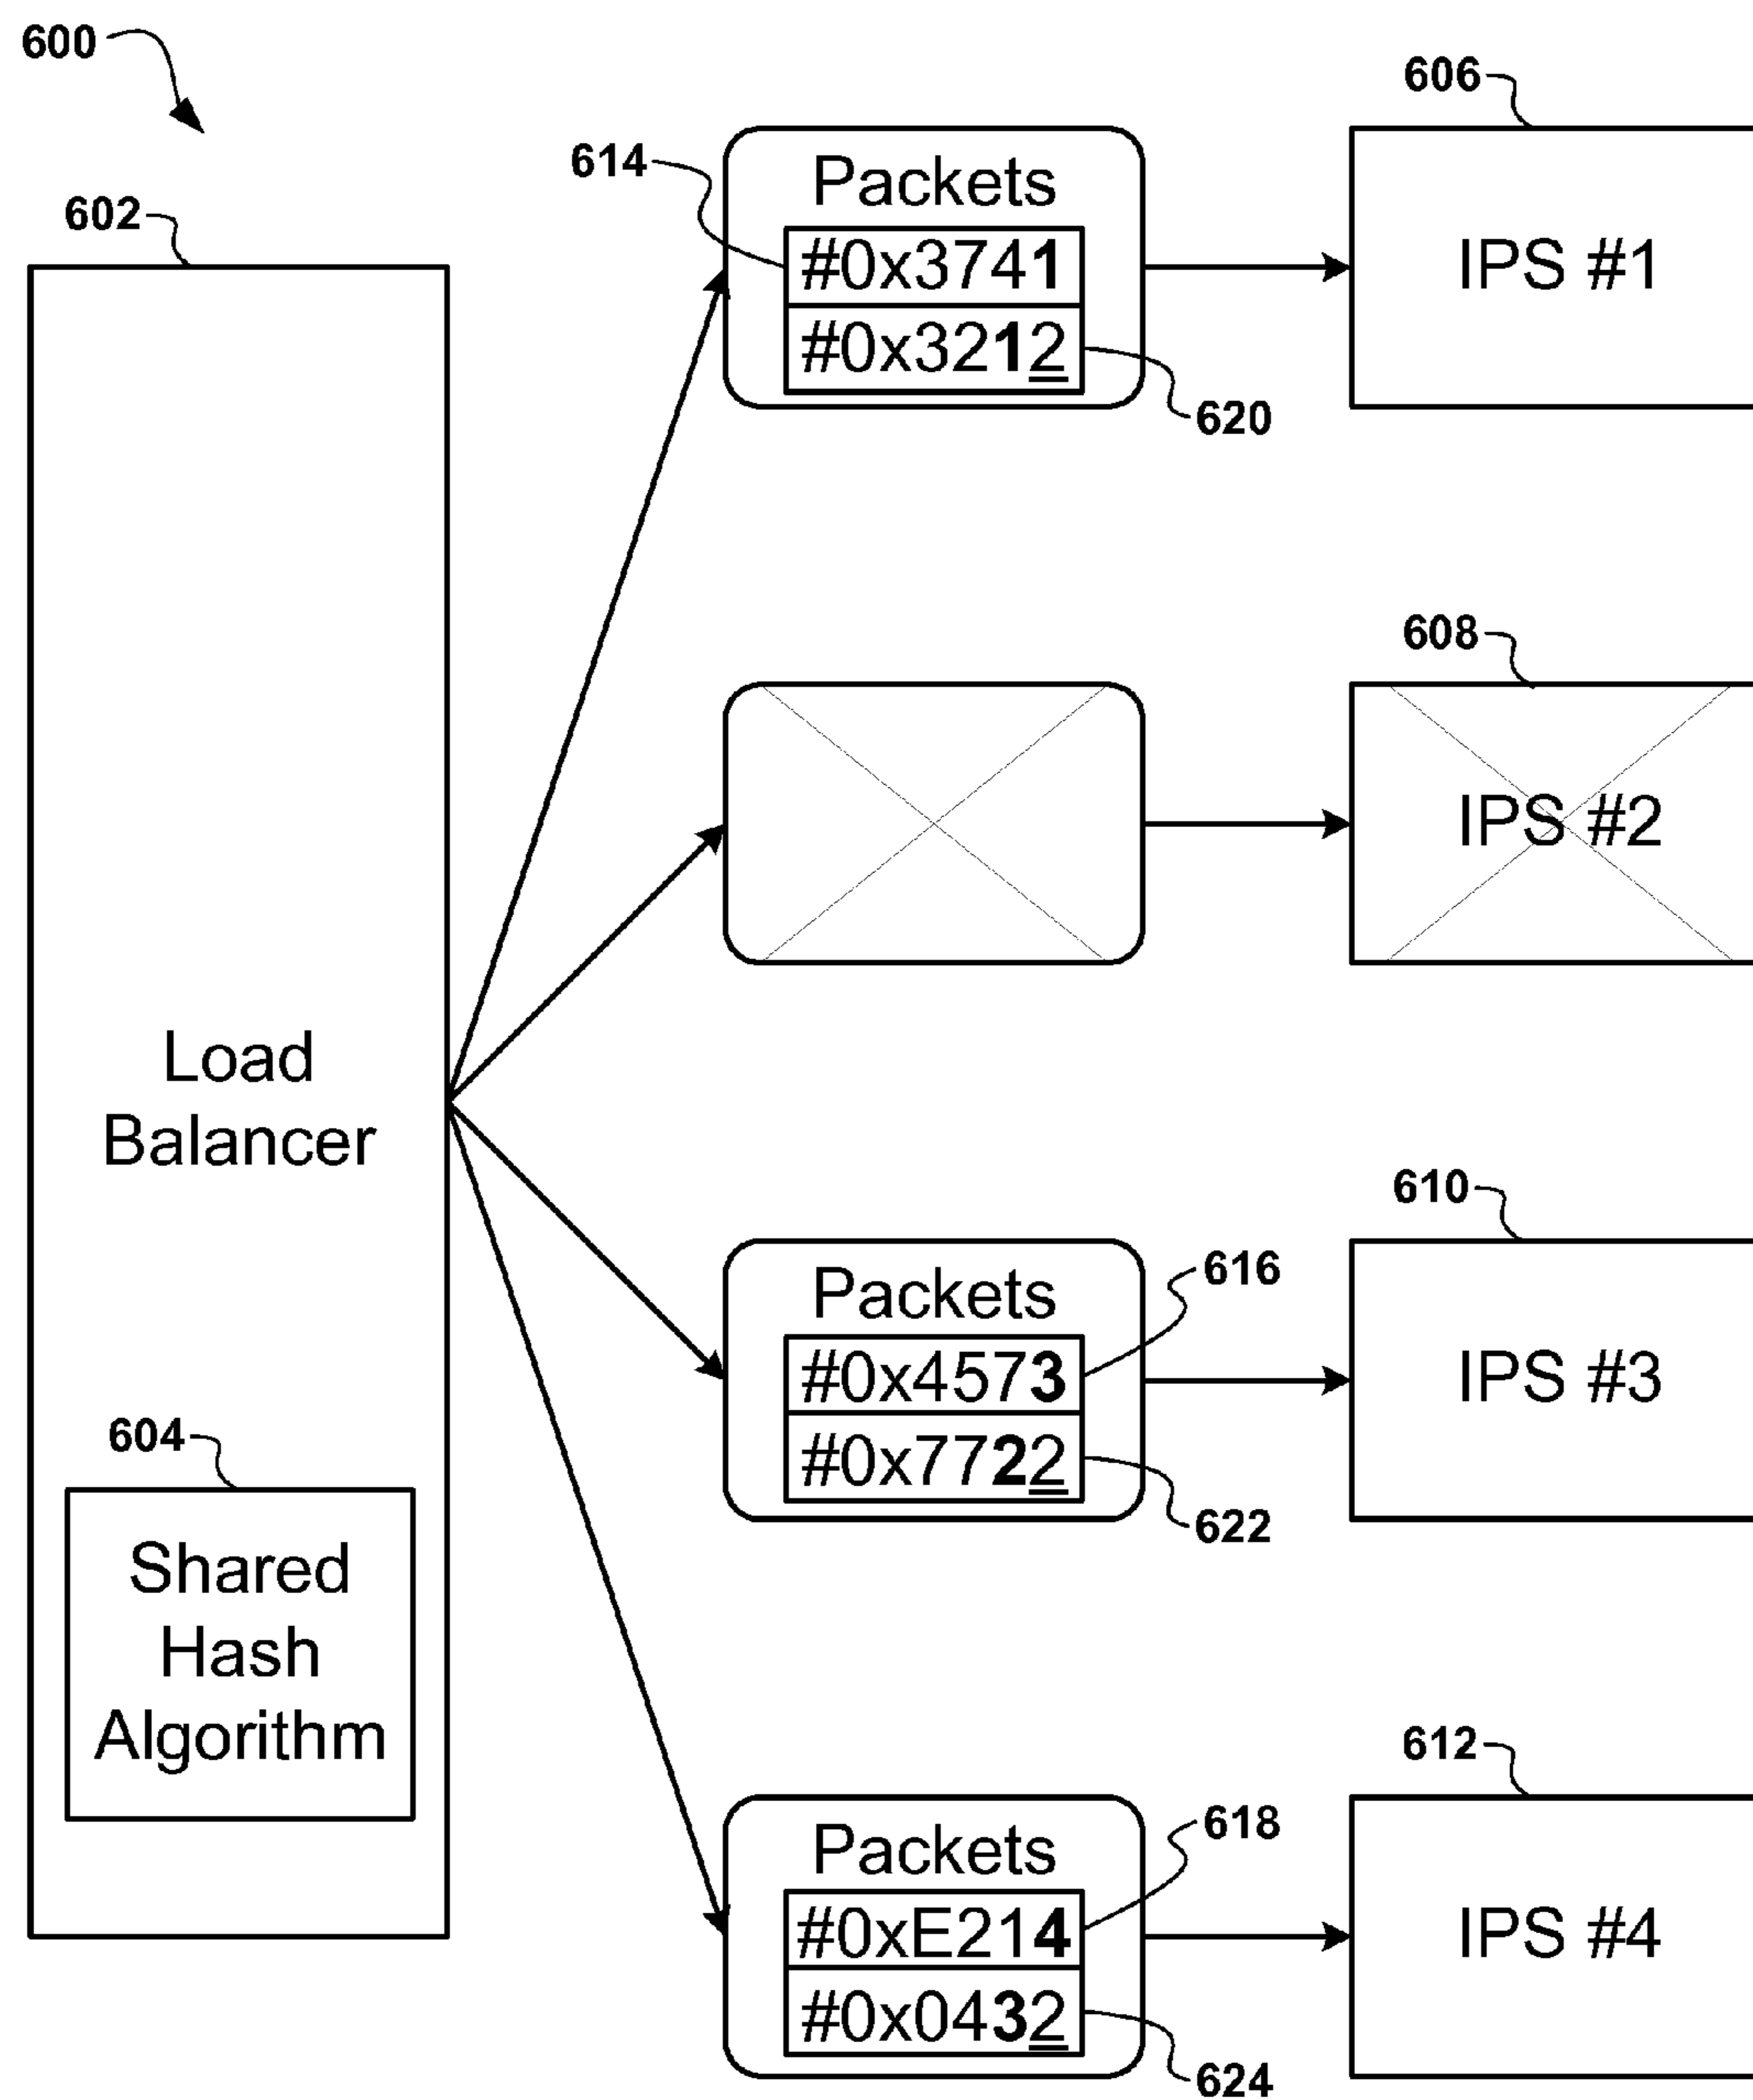 600
606
614
Packets
602
#0x3741
IPS #1
#0x3212
620
608
IPS #2
Load
Balancer
610
616
Packets
#0x4573
IPS #3
604
#0x7722
622
Shared
Hash
Algorithm
612
618
Packets
#0xE214
IPS #4
#0x0432
624